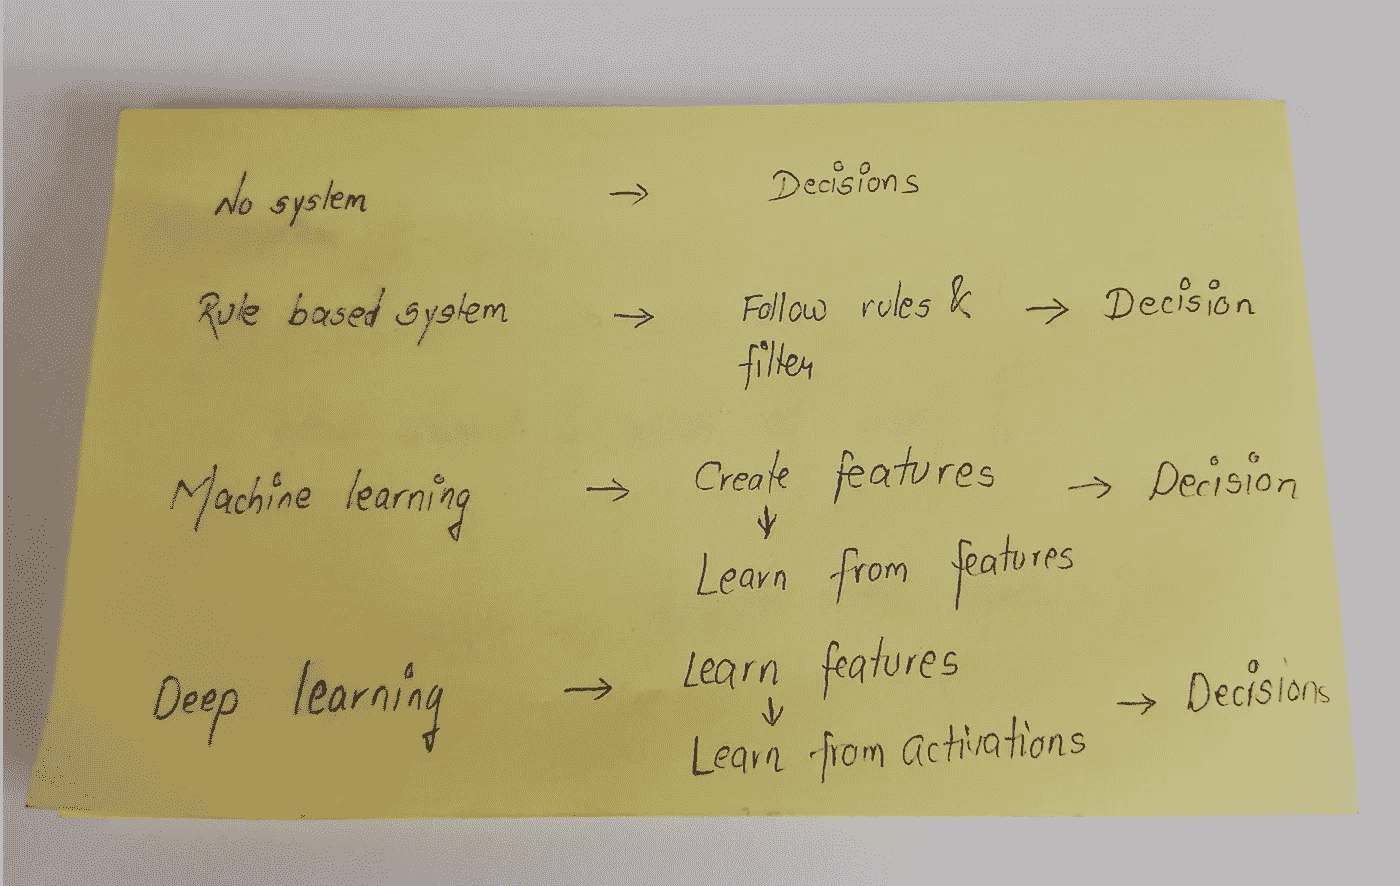 No system → Decisions
Rule based system → Follow rules & → Decision
filter
Machine learning → Create features → Decision
↓
Learn from features
Deep learning → Learn features → Decisions
↓
Learn from activations